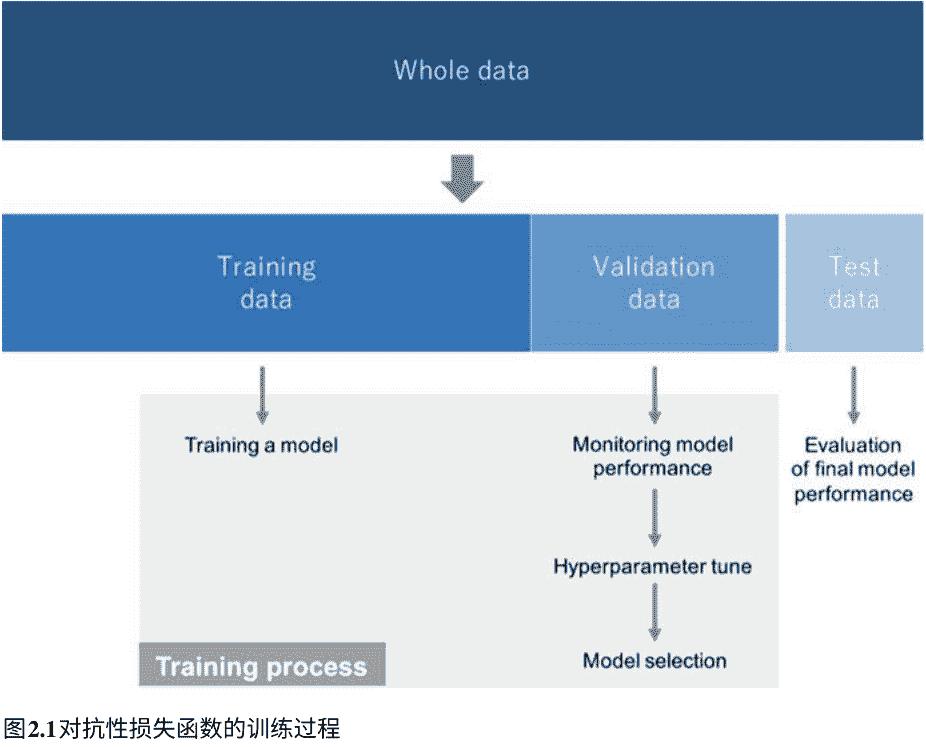 Whole data
Training
data
Validation
data
Test
data
Training a model
Monitoring model
performance
Hyperparameter tune
Model selection
Evaluation
of final model
performance
Training process
图2.1对抗性损失函数的训练过程